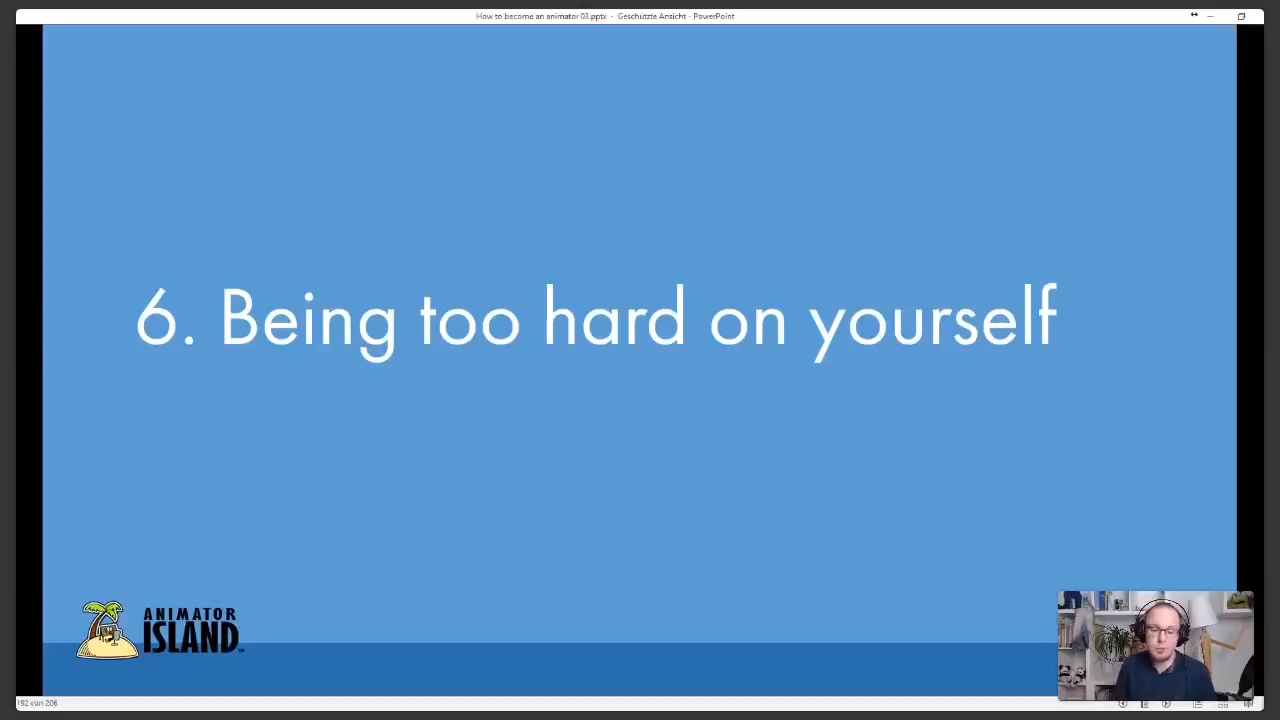 How to become an animator 03.pptx - Geschützte Ansicht - PowerPoint
6. Being too hard on yourself
ANIMATOR
ISLAND
192 von 206